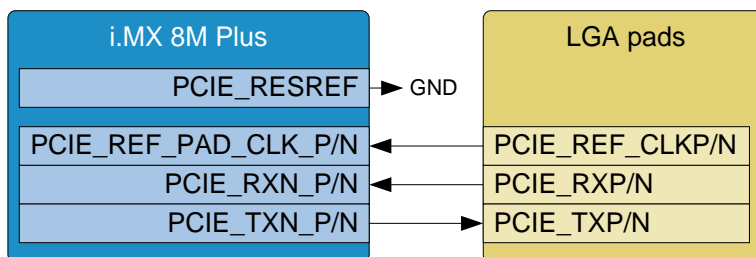 i.MX 8M Plus
LGA pads
PCIE_RESREF
GND
PCIE_REF_PAD_CLK_P/N
PCIE_REF_CLKP/N
PCIE_RXN_P/N
PCIE_RXP/N
PCIE_TXN_P/N
PCIE_TXP/N